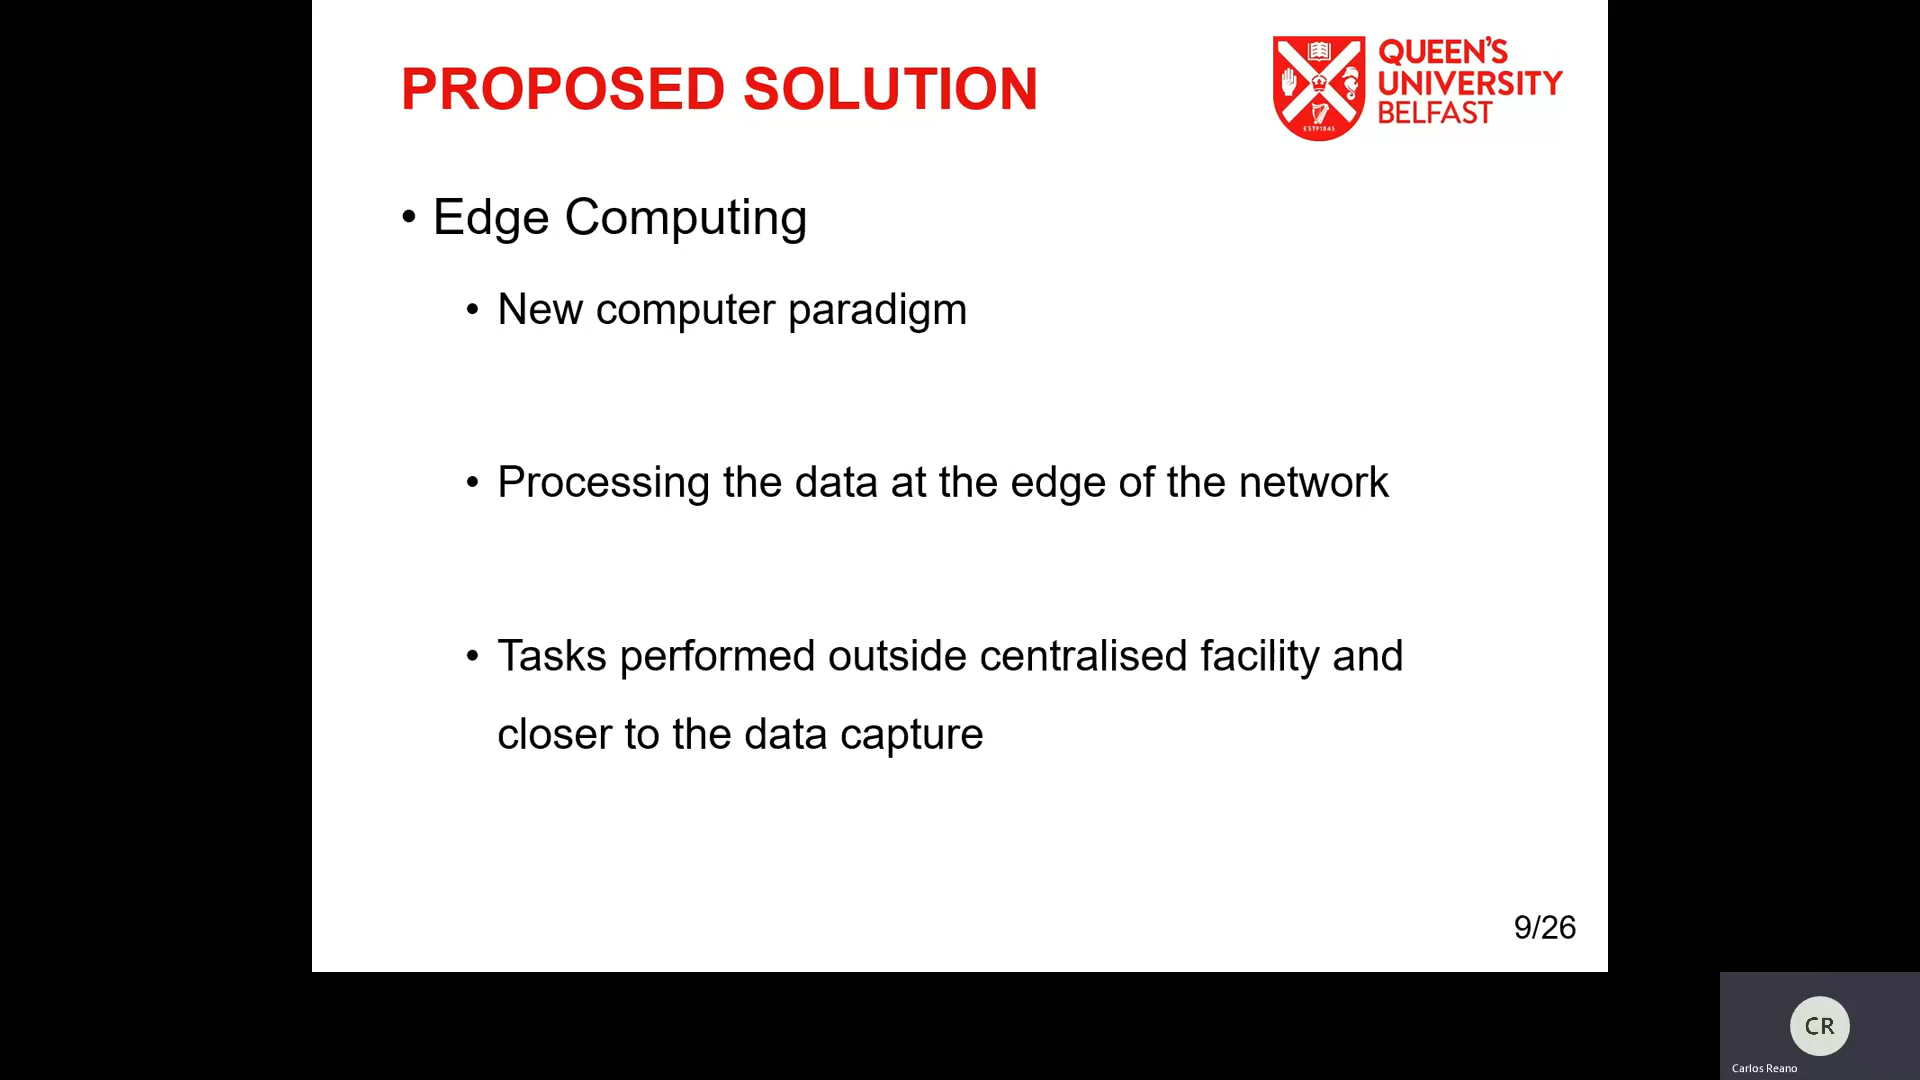 PROPOSED SOLUTION
QUEEN'S
UNIVERSITY
BELFAST
ESTD1845
• Edge Computing
• New computer paradigm
• Processing the data at the edge of the network
• Tasks performed outside centralised facility and
closer to the data capture
9/26
CR
Carlos Reano